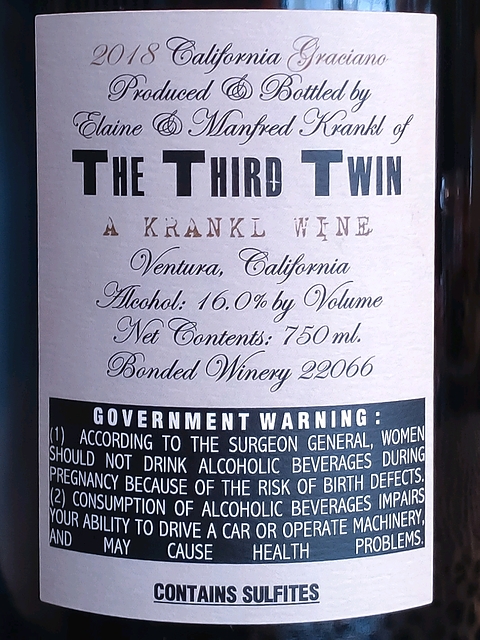 2018 California Graciano
Produced & Bottled by
Elaine & Manfred Krankl of
THE THIRD TWIN
A KRANKL WINE
Ventura, California
Alcohol: 16.0% by Volume
Net Contents: 750 ml.
Bonded Winery 22066
GOVERNMENT WARNING:
(1) ACCORDING TO THE SURGEON GENERAL, WOMEN
SHOULD NOT DRINK ALCOHOLIC BEVERAGES DURING
PREGNANCY BECAUSE OF THE RISK OF BIRTH DEFECTS.
(2) CONSUMPTION OF ALCOHOLIC BEVERAGES IMPAIRS
YOUR ABILITY TO DRIVE A CAR OR OPERATE MACHINERY,
AND MAY CAUSE HEALTH PROBLEMS.
CONTAINS SULFITES